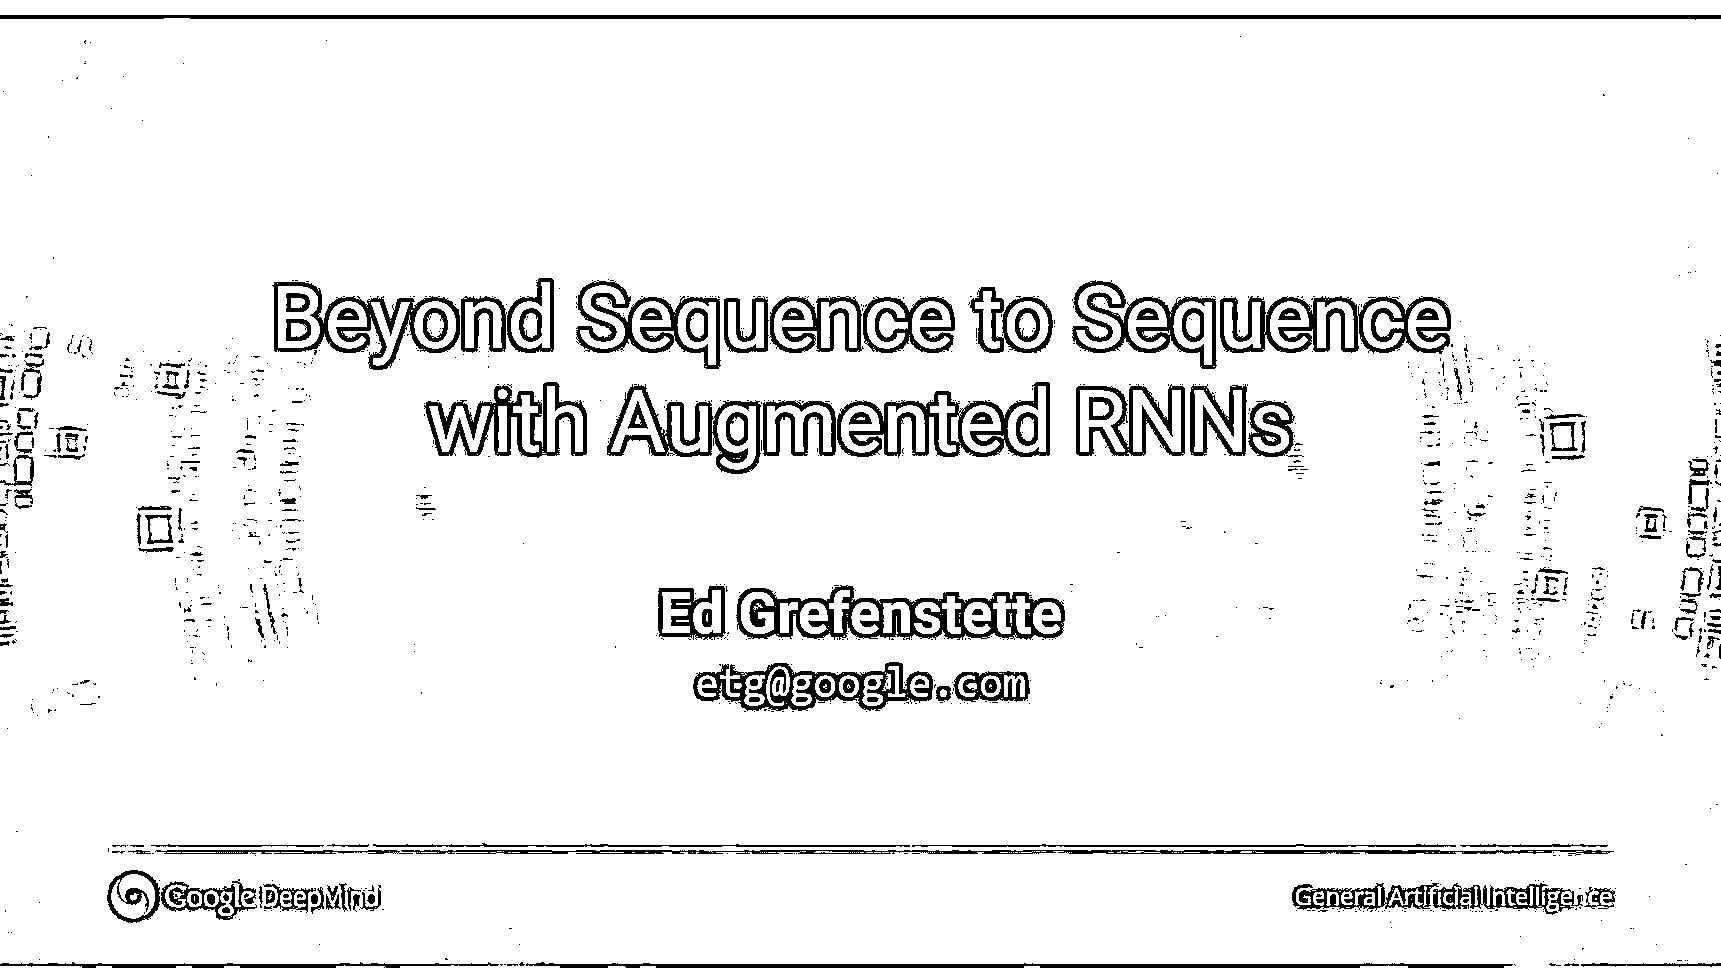 Beyond Sequence to Sequence
with Augmented RNNs
Ed Grefenstette
etg@google.com
Google DeepMind
General Artificial Intelligence